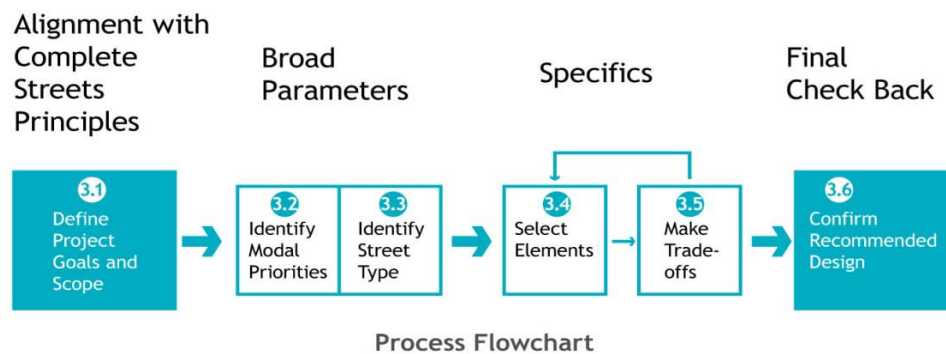 Alignment with
Complete
Streets
Principles
Broad
Parameters
Specifics
Final
Check Back
3.1
Define
Project
Goals and
Scope
3.2
Identify
Modal
Priorities
3.3
Identify
Street
Type
3.4
Select
Elements
3.5
Make
Trade-
offs
3.6
Confirm
Recommended
Design
Process Flowchart